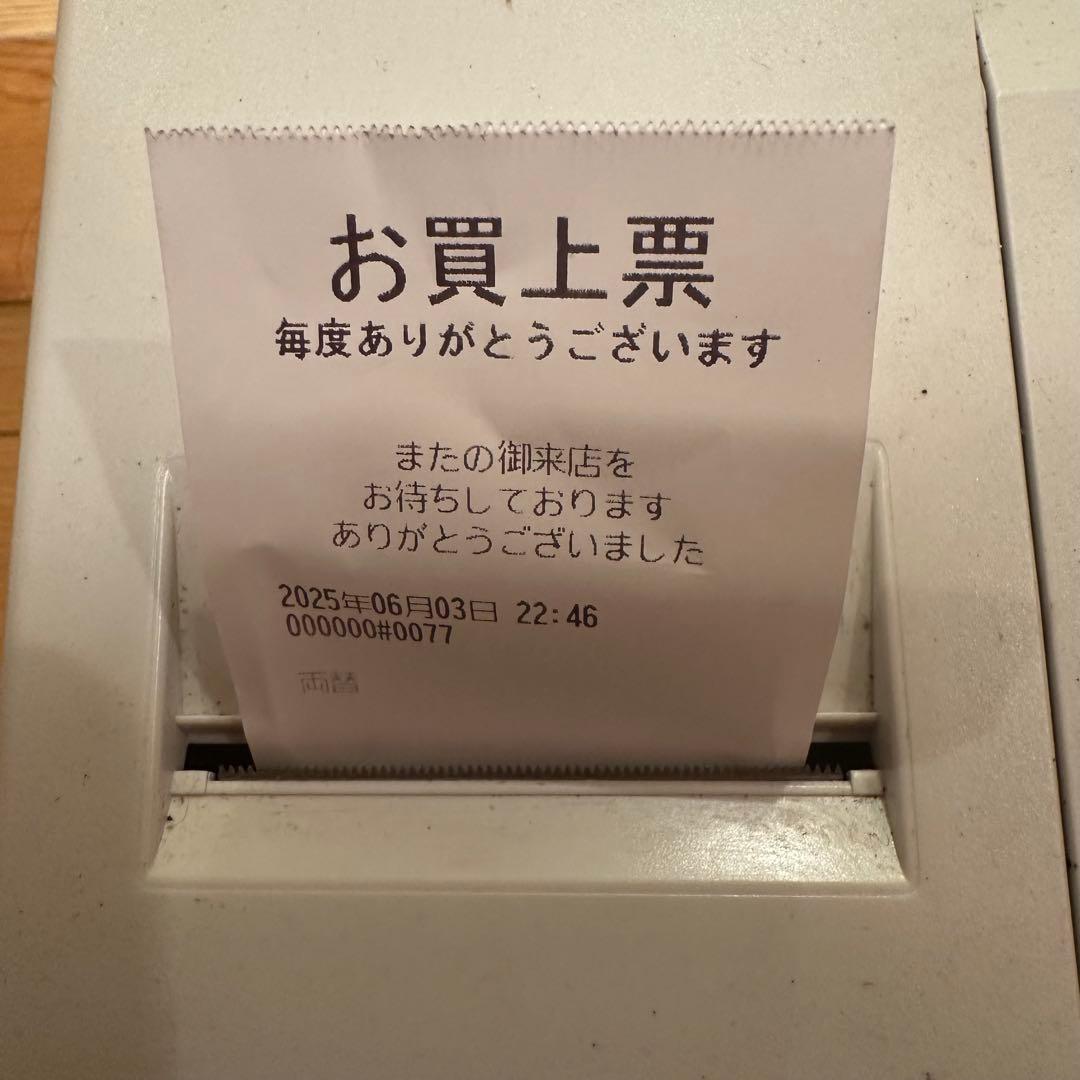 お買上票
毎度ありがとうございます
またの御来店を
お待ちしております
ありがとうございました
2025年06月03日 22:46
000000#0077
両替